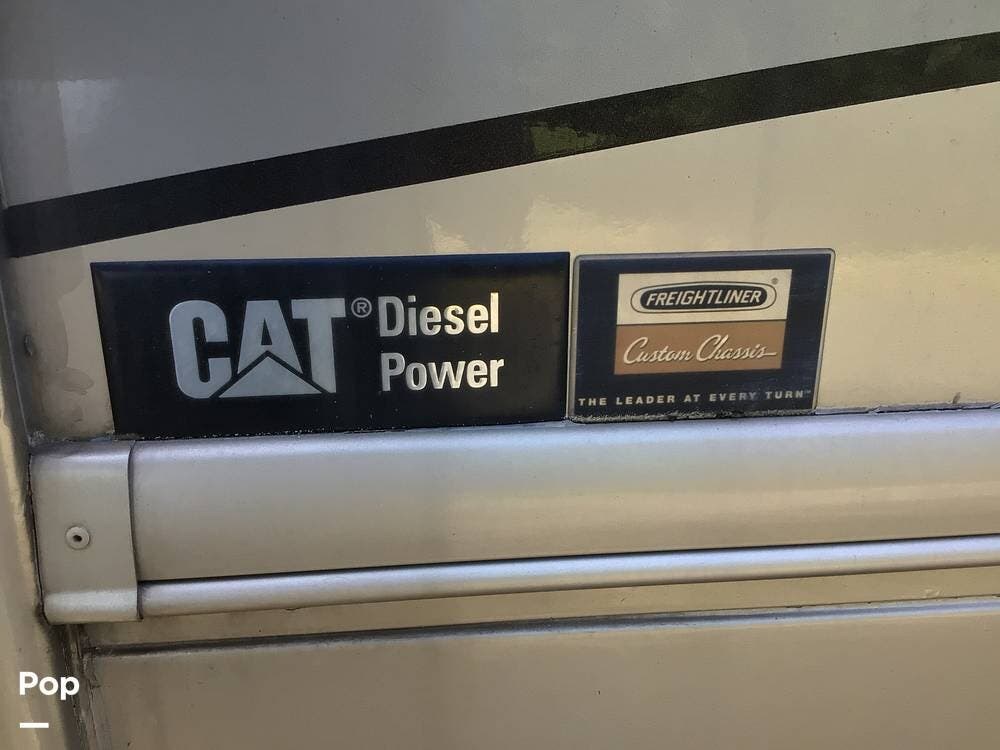 CAT® Diesel
Power
FREIGHTLINER®
Custom Chassis
THE LEADER AT EVERY TURN™
Pop